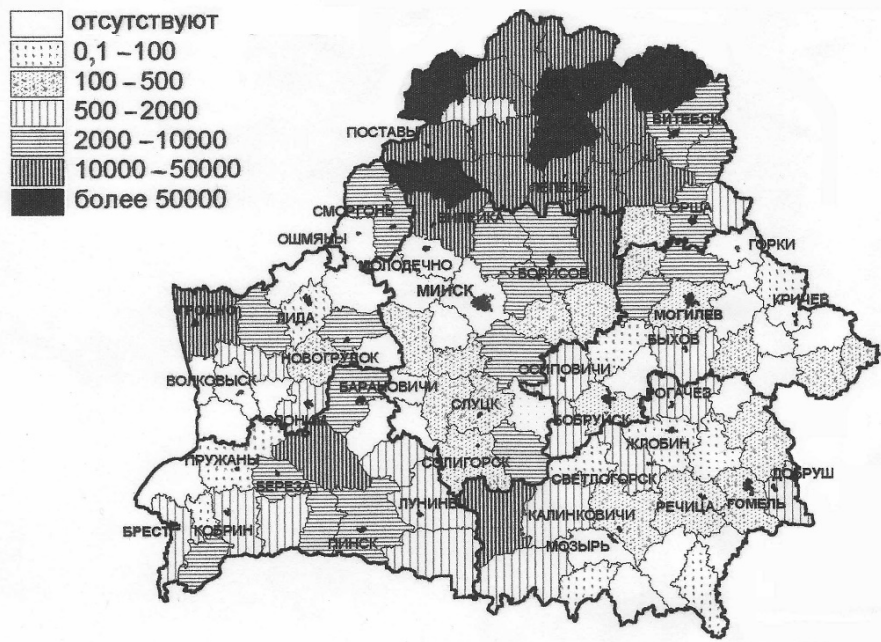 отсутствуют
0,1 – 100
100 – 500
500 – 2000
2000 – 10000
10000 – 50000
более 50000
ПОСТАВЫ
ВИТЕБСК
ЛЕПЕЛЬ
СМОРГОНЬ
ВИЛЕЙКА
ОРША
ОШМЯНЫ
ГОРКИ
МОЛОДЕЧНО
БОРИСОВ
МИНСК
ГРОДНО
МОГИЛЕВ
КРИЧЕВ
ЛИДА
БЫХОВ
НОВОГРУДОК
ОСИПОВИЧИ
ВОЛКОВЫСК
БАРАНОВИЧИ
РОГАЧЕВ
СЛУЦК
СЛОНИМ
БОБРУЙСК
ЖЛОБИН
ПРУЖАНЫ
СОЛИГОРСК
БЕРЕЗА
СВЕТЛОГОРСК
ДОБРУШ
ЛУНИНЕЦ
РЕЧИЦА
ГОМЕЛЬ
БРЕСТ
КОБРИН
КАЛИНКОВИЧИ
ПИНСК
МОЗЫРЬ